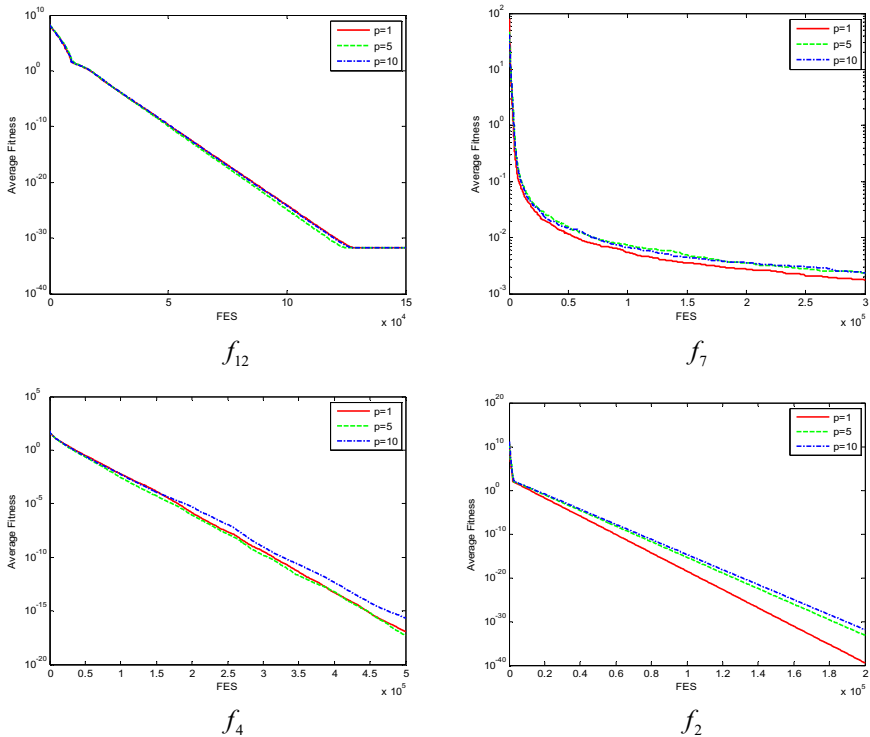 10^10
10^0
10^-10
10^-20
10^-30
10^-40
Average Fitness
0 5 10 15
FES
x 10^4
p=1
p=5
p=10
f_12
10^2
10^1
10^0
10^-1
10^-2
10^-3
Average Fitness
0 0.5 1 1.5 2 2.5 3
FES
x 10^5
p=1
p=5
p=10
f_7
10^5
10^0
10^-5
10^-10
10^-15
10^-20
Average Fitness
0 0.5 1 1.5 2 2.5 3 3.5 4 4.5 5
FES
x 10^5
p=1
p=5
p=10
f_4
10^20
10^10
10^0
10^-10
10^-20
10^-30
10^-40
Average Fitness
0 0.2 0.4 0.6 0.8 1 1.2 1.4 1.6 1.8 2
FES
x 10^5
p=1
p=5
p=10
f_2